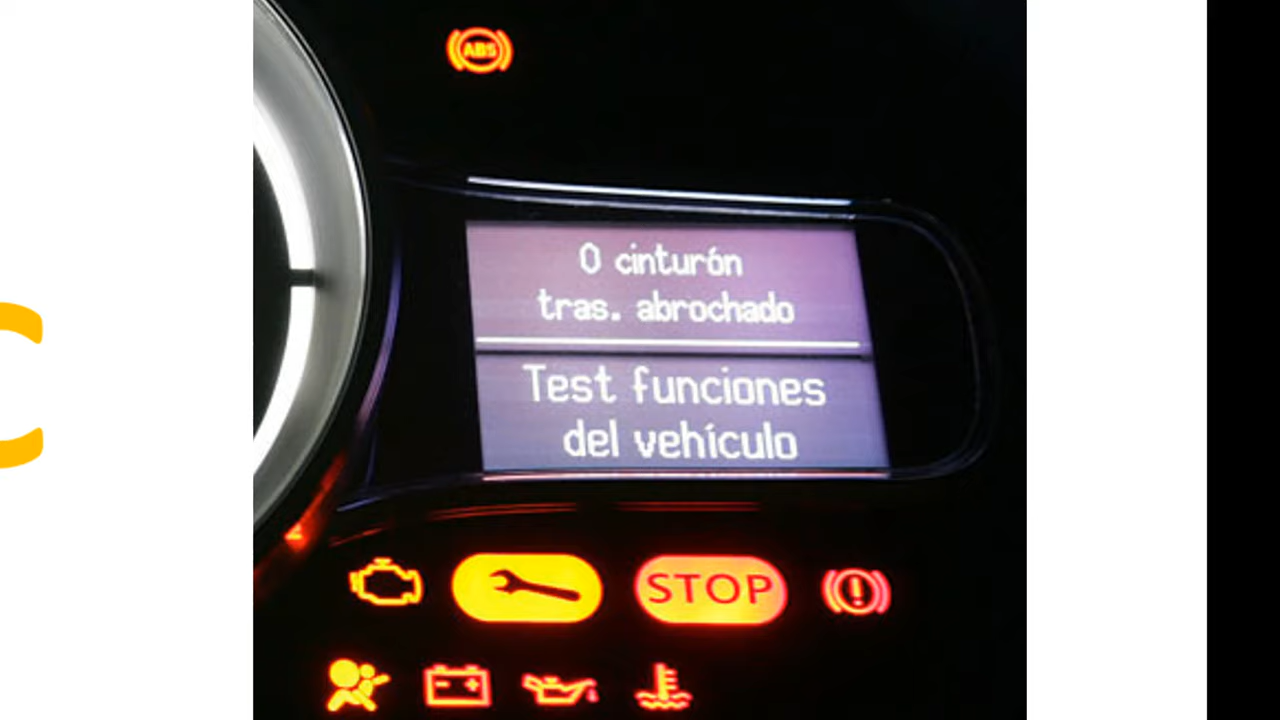 ABS
0 cinturón
tras. abrochado
Test funciones
del vehículo
STOP